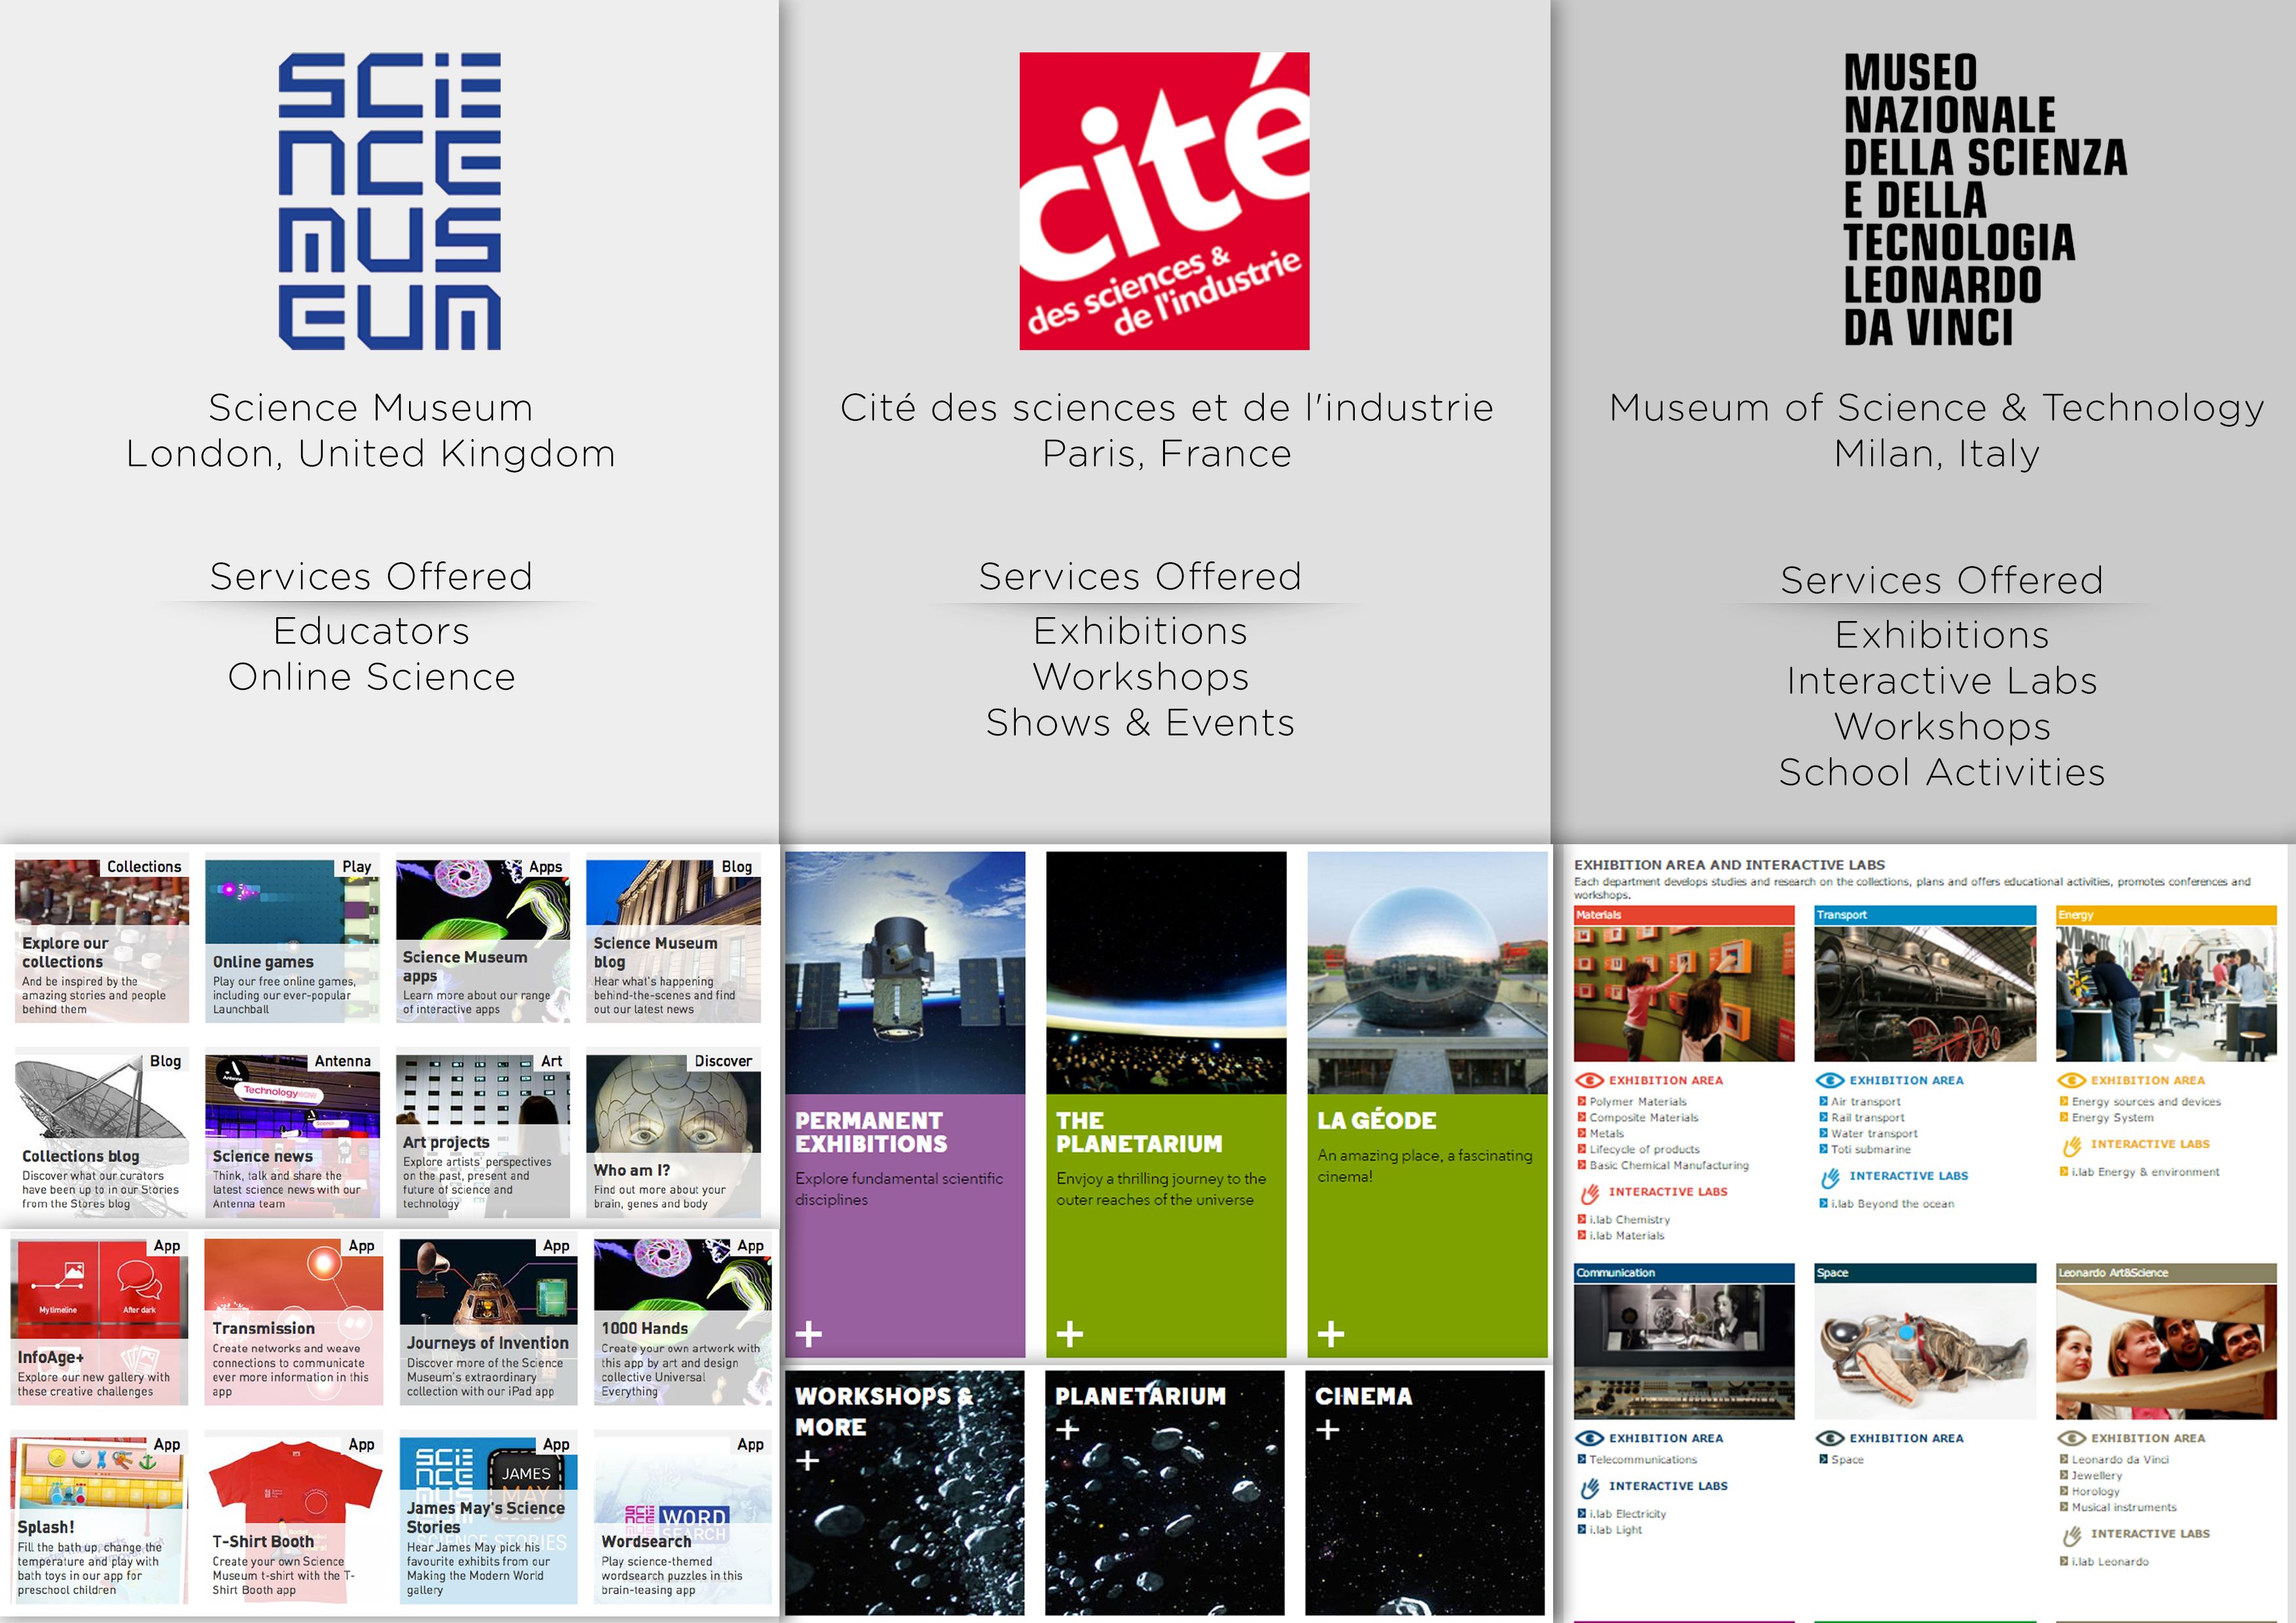 SCiE
NCE
MUS
EUM
Science Museum
London, United Kingdom
Services Offered
Educators
Online Science
Collections
Explore our
collections
And be inspired by the
amazing stories and people
behind them
Play
Online games
Play our free online games,
including our ever-popular
Launchball
Apps
Science Museum
apps
Learn more about our range
of interactive apps
Blog
Science Museum
blog
Hear what's happening
behind-the-scenes and find
out our latest news
Blog
Collections blog
Discover what our curators
have been up to in our Stories
from the Stores blog
Antenna
Antenna
TechnologyNOW
Science news
Think, talk and share the
latest science news with our
Antenna team
Art
Art projects
Explore artists' perspectives
on the past, present and
future of science and
technology
Discover
Who am I?
Find out more about your
brain, genes and body
App
My timeline
After dark
InfoAge+
Explore our new gallery with
these creative challenges
App
Transmission
Create networks and weave
connections to communicate
ever more information in this
app
App
Journeys of Invention
Discover more of the Science
Museum's extraordinary
collection with our iPad app
App
1000 Hands
Create your own artwork with
this app by art and design
collective Universal
Everything
App
Splash!
Fill the bath up, change the
temperature and play with
bath toys in our app for
preschool children
App
T-Shirt Booth
Create your own Science
Museum t-shirt with the T-
Shirt Booth app
App
SCiE
NCE
MUS
JAMES
MAY
SCIENCE STORIES
James May's Science
Stories
Hear James May pick his
favourite exhibits from our
Making the Modern World
gallery
App
WORD
SEARCH
Wordsearch
Play science-themed
wordsearch puzzles in this
brain-teasing app
cité
des sciences &
de l'industrie
Cité des sciences et de l'industrie
Paris, France
Services Offered
Exhibitions
Workshops
Shows & Events
PERMANENT
EXHIBITIONS
Explore fundamental scientific
disciplines
+
THE
PLANETARIUM
Envjoy a thrilling journey to the
outer reaches of the universe
+
LA GÉODE
An amazing place, a fascinating
cinema!
+
WORKSHOPS &
MORE
+
PLANETARIUM
+
CINEMA
+
MUSEO
NAZIONALE
DELLA SCIENZA
E DELLA
TECNOLOGIA
LEONARDO
DA VINCI
Museum of Science & Technology
Milan, Italy
Services Offered
Exhibitions
Interactive Labs
Workshops
School Activities
EXHIBITION AREA AND INTERACTIVE LABS
Each department develops studies and research on the collections, plans and offers educational activities, promotes conferences and
workshops.
Materials
EXHIBITION AREA
Polymer Materials
Composite Materials
Metals
Lifecycle of products
Basic Chemical Manufacturing
INTERACTIVE LABS
i.lab Chemistry
i.lab Materials
Transport
EXHIBITION AREA
Air transport
Rail transport
Water transport
Toti submarine
INTERACTIVE LABS
i.lab Beyond the ocean
Energy
EXHIBITION AREA
Energy sources and devices
Energy System
INTERACTIVE LABS
i.lab Energy & environment
Communication
EXHIBITION AREA
Telecommunications
INTERACTIVE LABS
i.lab Electricity
i.lab Light
Space
EXHIBITION AREA
Space
Leonardo Art&Science
EXHIBITION AREA
Leonardo da Vinci
Jewellery
Horology
Musical instruments
INTERACTIVE LABS
i.lab Leonardo